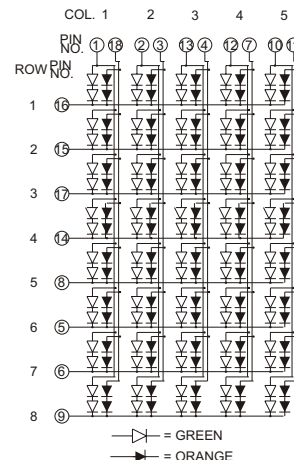 COL. 1 2 3 4 5
PIN NO. 1 18 2 3 13 4 12 7 10
ROW PIN NO.
1 16
2 15
3 17
4 14
5 8
6 5
7 6
8 9
= GREEN
= ORANGE